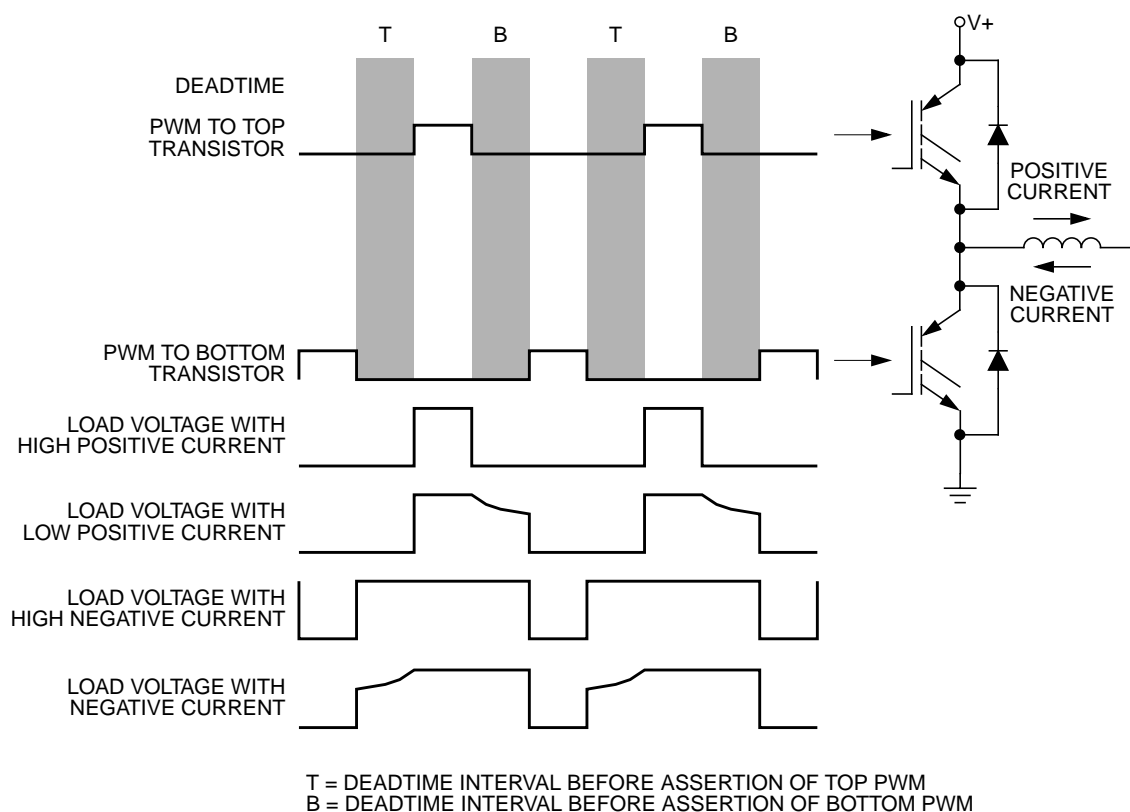 T B T B
V+
DEADTIME
PWM TO TOP
TRANSISTOR
POSITIVE
CURRENT
NEGATIVE
CURRENT
PWM TO BOTTOM
TRANSISTOR
LOAD VOLTAGE WITH
HIGH POSITIVE CURRENT
LOAD VOLTAGE WITH
LOW POSITIVE CURRENT
LOAD VOLTAGE WITH
HIGH NEGATIVE CURRENT
LOAD VOLTAGE WITH
NEGATIVE CURRENT
T = DEADTIME INTERVAL BEFORE ASSERTION OF TOP PWM
B = DEADTIME INTERVAL BEFORE ASSERTION OF BOTTOM PWM